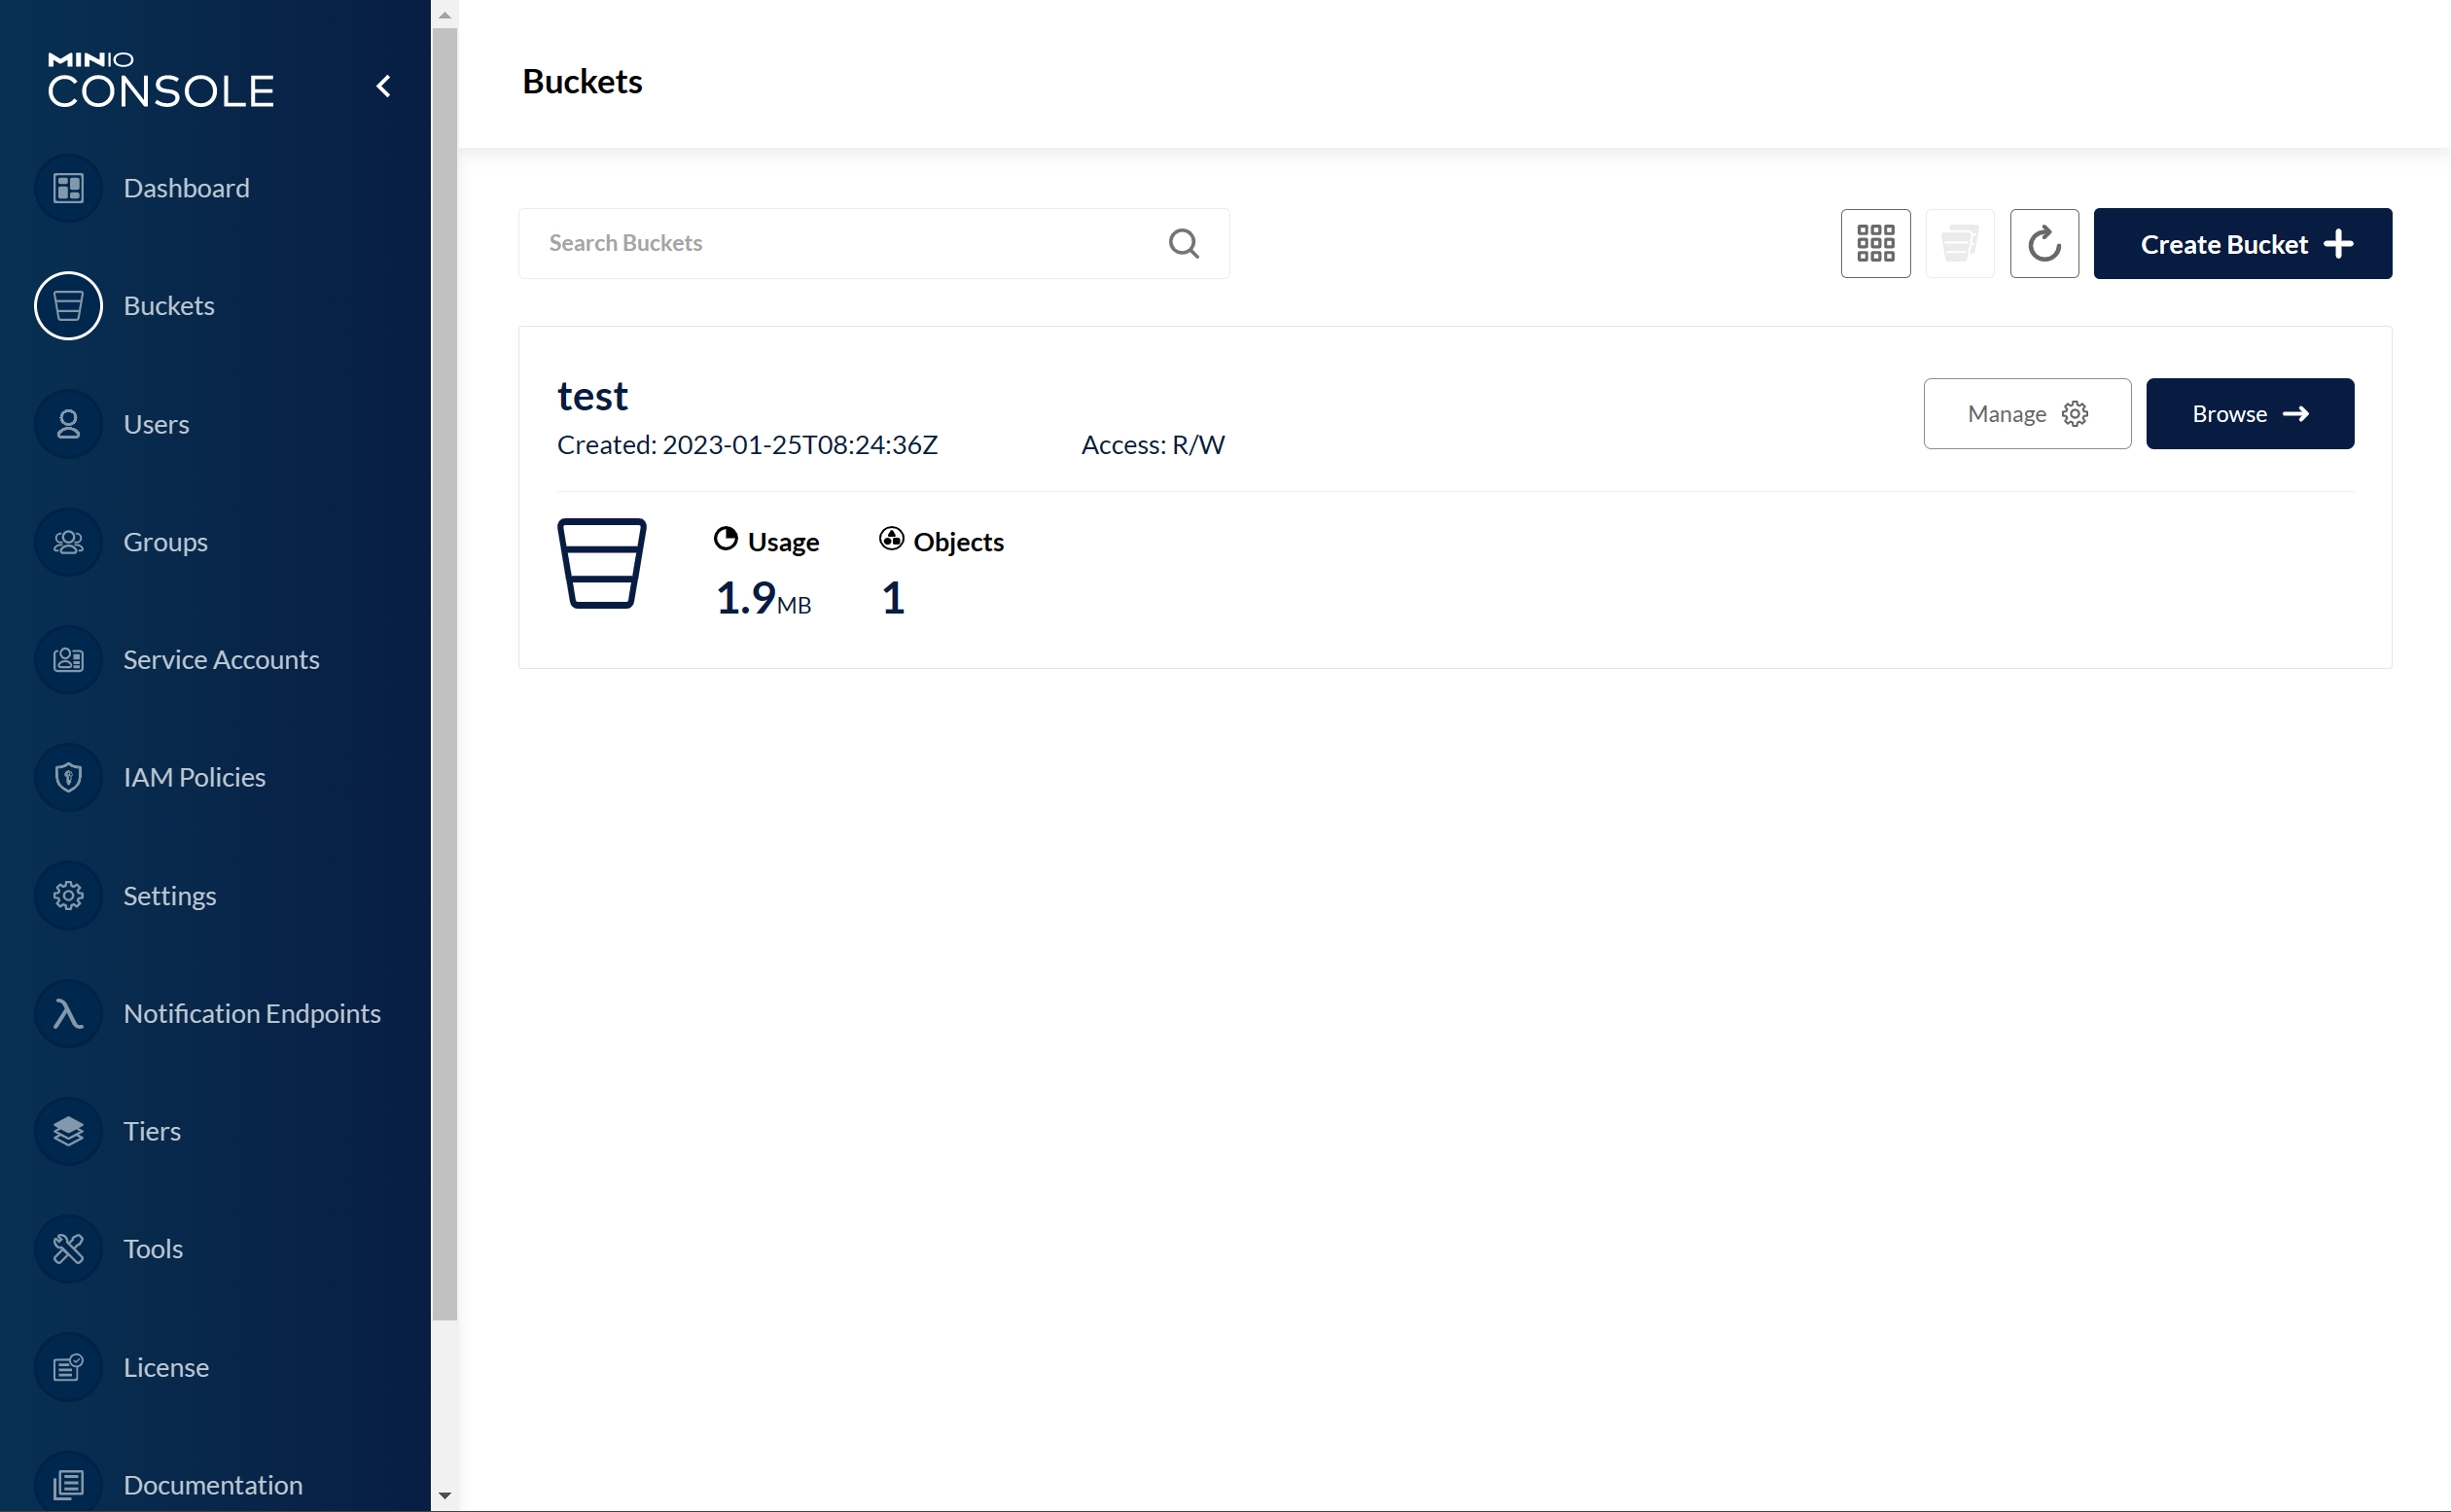 MINIO
CONSOLE
Dashboard
Buckets
Users
Groups
Service Accounts
IAM Policies
Settings
Notification Endpoints
Tiers
Tools
License
Documentation
Buckets
Search Buckets
Create Bucket
test
Created: 2023-01-25T08:24:36Z Access: R/W
Manage
Browse
Usage Objects
1.9MB 1